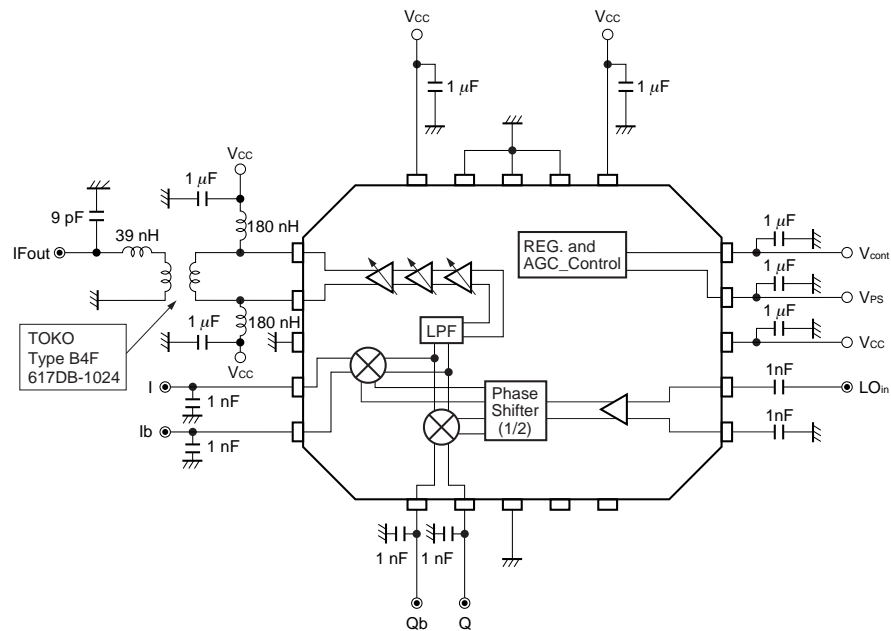 Vcc
Vcc
1 µF
1 µF
Vcc
1 µF
9 pF
39 nH
180 nH
IFout
REG. and
AGC_Control
1 µF
Vcont
1 µF
VPS
1 µF
Vcc
TOKO
Type B4F
617DB-1024
1 µF
180 nH
Vcc
LPF
I
1 nF
Ib
1 nF
Phase
Shifter
(1/2)
1nF
LOin
1nF
1 nF
1 nF
Qb
Q